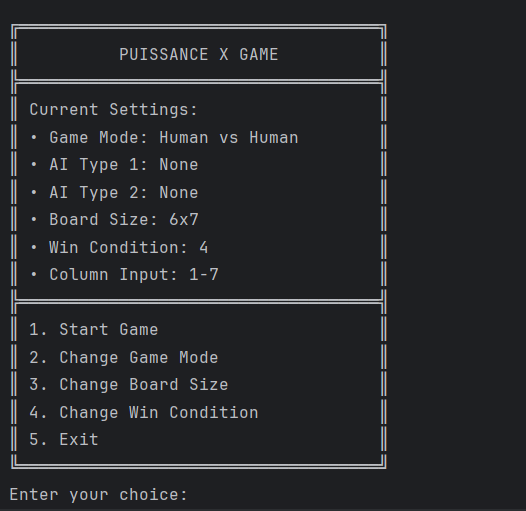 PUISSANCE X GAME
Current Settings:
• Game Mode: Human vs Human
• AI Type 1: None
• AI Type 2: None
• Board Size: 6x7
• Win Condition: 4
• Column Input: 1-7
1. Start Game
2. Change Game Mode
3. Change Board Size
4. Change Win Condition
5. Exit
Enter your choice: